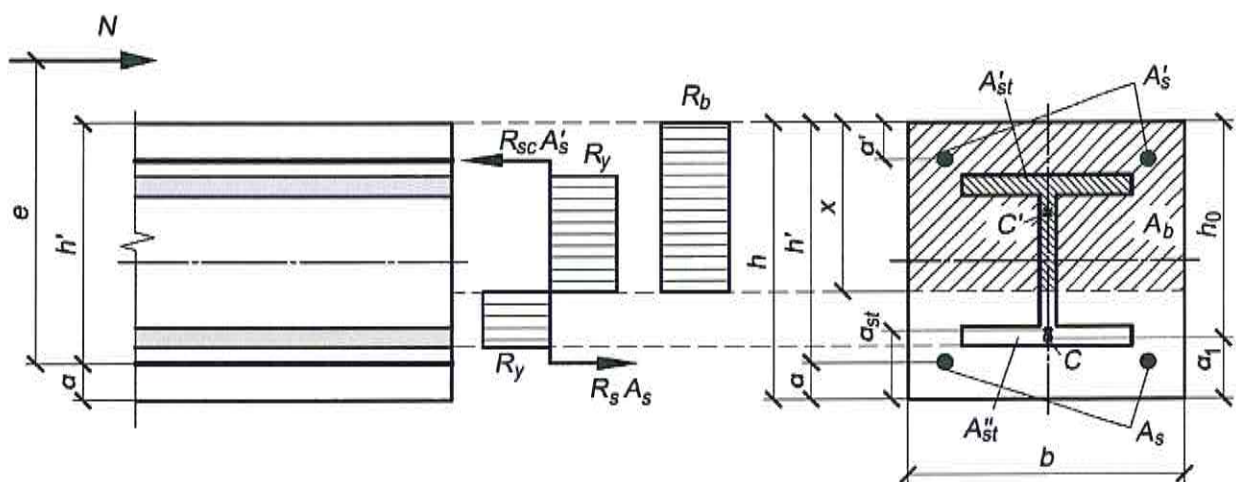 N
e
h'
a
R_sc A'_s
R_y
R_y
R_s A_s
R_b
h
h'
a
x
a'
a_st
A'_st
A'_s
C'
A_b
C
A''_st
A_s
h_0
a_1
b